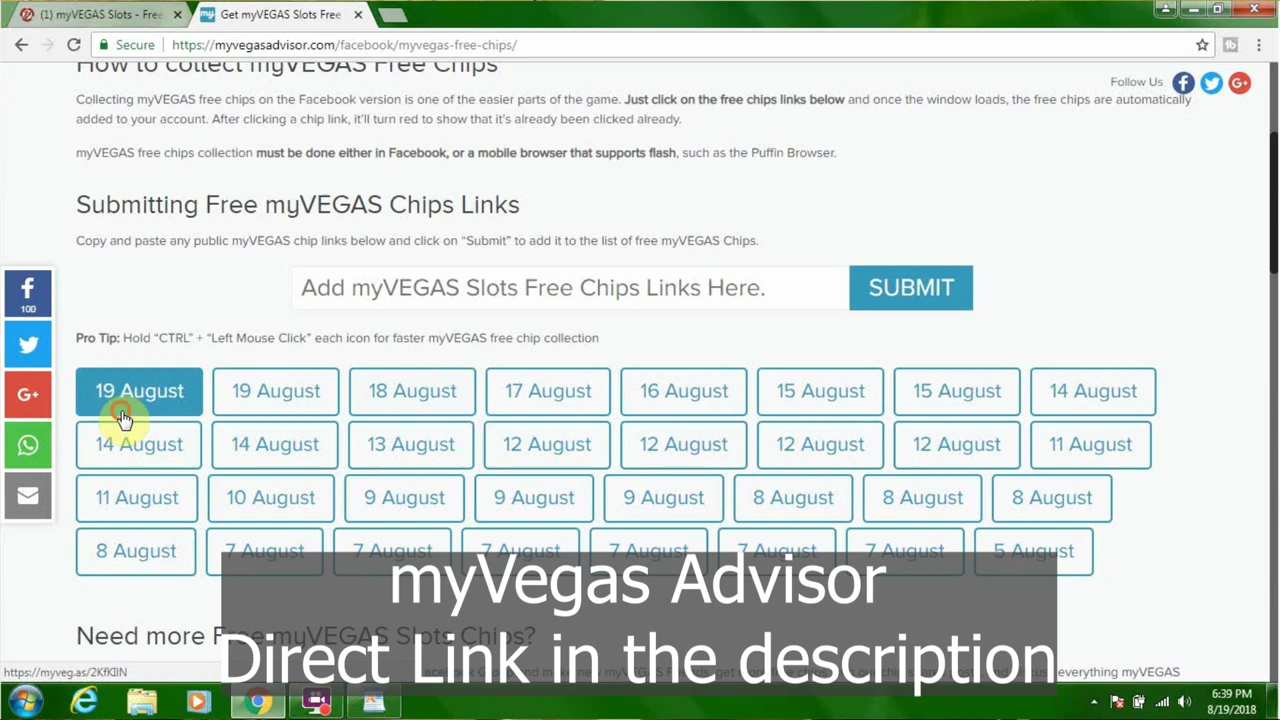 (1) myVEGAS Slots - Free
Get myVEGAS Slots Free
Secure
https://myvegasadvisor.com/facebook/myvegas-free-chips/
How to collect myVEGAS Free Chips
Follow Us
Collecting myVEGAS free chips on the Facebook version is one of the easier parts of the game. Just click on the free chips links below and once the window loads, the free chips are automatically
added to your account. After clicking a chip link, it'll turn red to show that it's already been clicked already.
myVEGAS free chips collection must be done either in Facebook, or a mobile browser that supports flash, such as the Puffin Browser.
Submitting Free myVEGAS Chips Links
Copy and paste any public myVEGAS chip links below and click on “Submit” to add it to the list of free myVEGAS Chips.
Add myVEGAS Slots Free Chips Links Here.
SUBMIT
100
Pro Tip: Hold “CTRL” + “Left Mouse Click” each icon for faster myVEGAS free chip collection
19 August 19 August 18 August 17 August 16 August 15 August 15 August 14 August
14 August 14 August 13 August 12 August 12 August 12 August 12 August 11 August
11 August 10 August 9 August 9 August 9 August 8 August 8 August 8 August
8 August 7 August 7 August 7 August 7 August 7 August 7 August 5 August
myVegas Advisor
Need more Free myVEGAS Slots Chips?
Direct Link in the description
https://myveg.as/2KfKIIN
everything myVEGAS
6:39 PM
8/19/2018